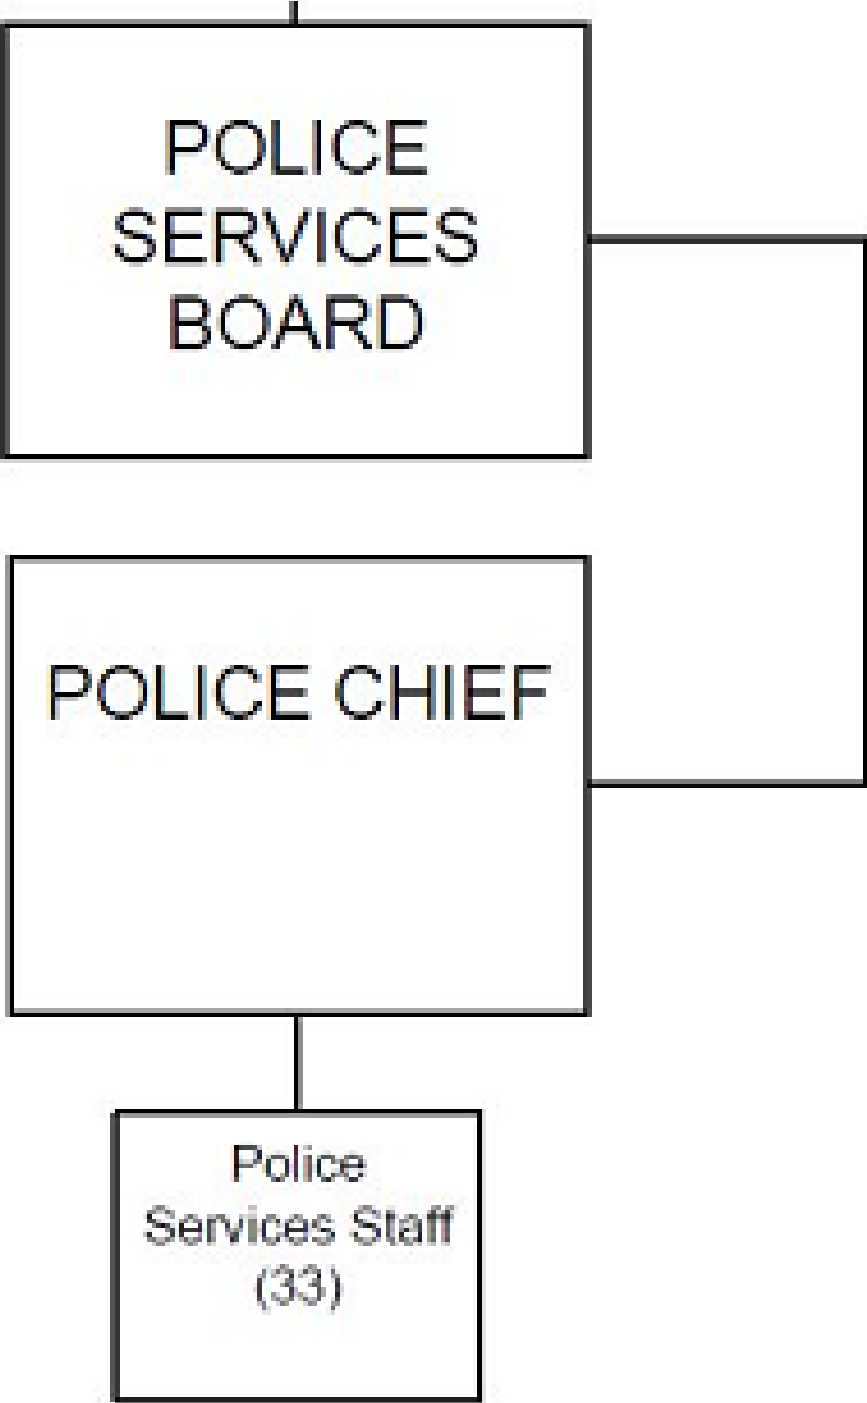 POLICE
SERVICES
BOARD
POLICE CHIEF
Police
Services Staff
(33)